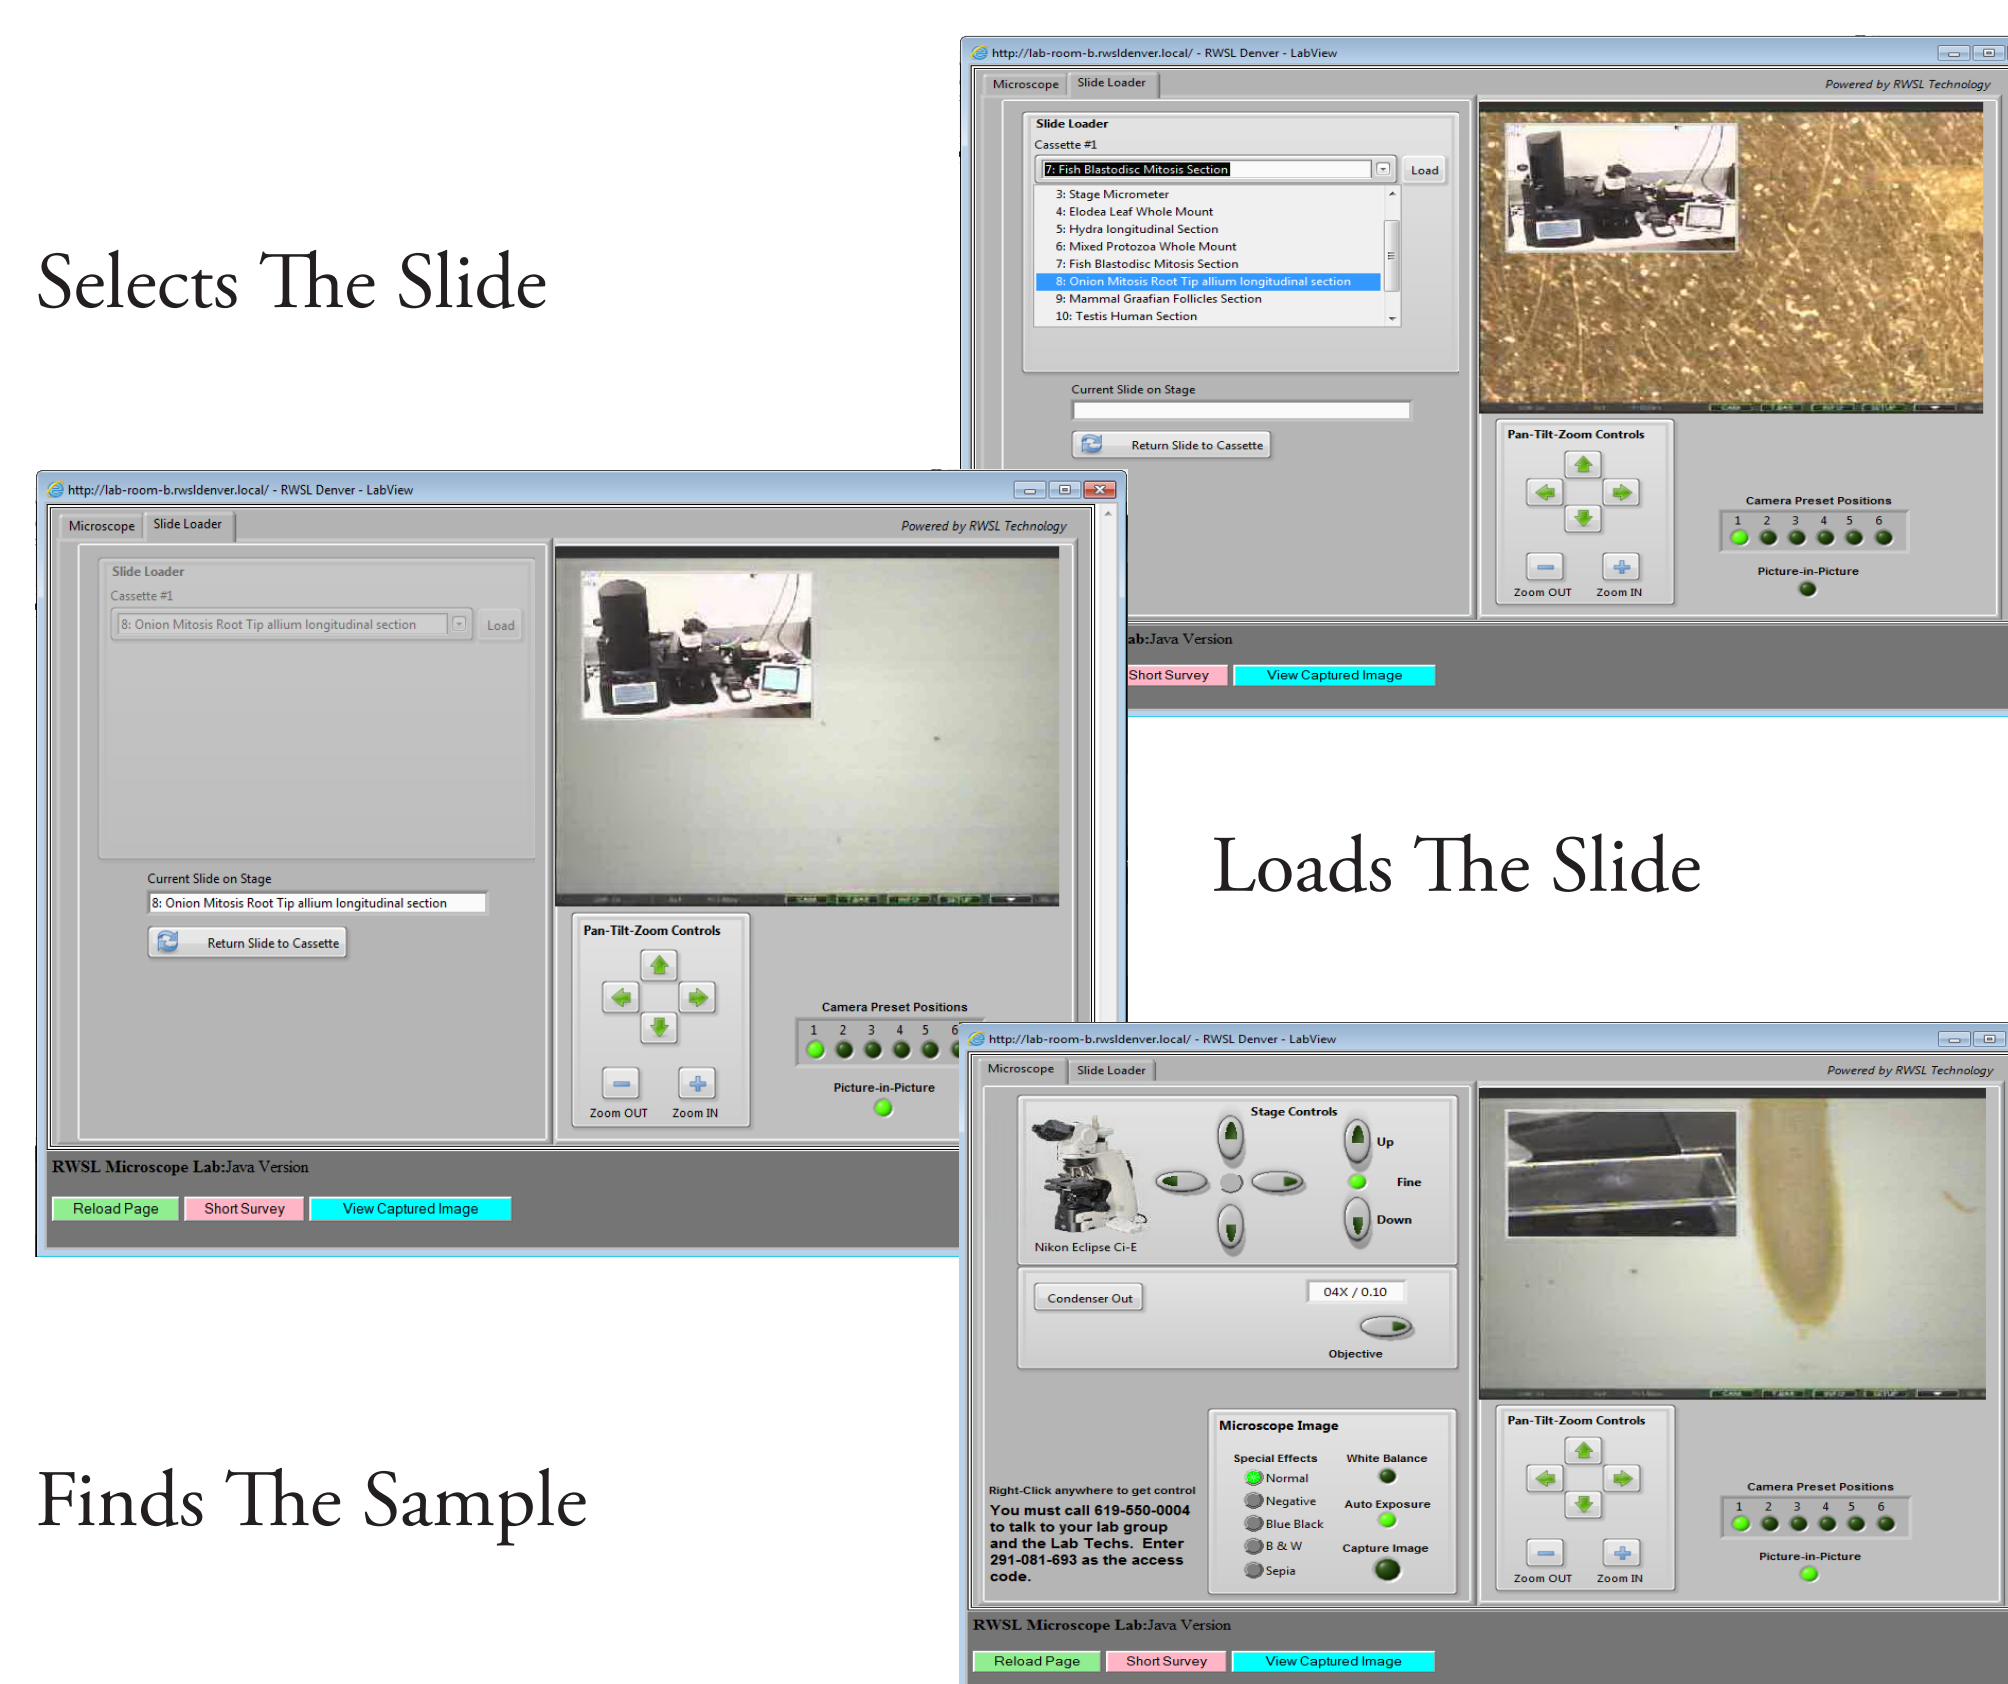 Selects The Slide
http://lab-room-b.rwsldenver.local/ - RWSL Denver - LabView
Microscope
Slide Loader
Powered by RWSL Technology
Slide Loader
Cassette #1
7: Fish Blastodisc Mitosis Section
Load
3: Stage Micrometer
4: Elodea Leaf Whole Mount
5: Hydra longitudinal Section
6: Mixed Protozoa Whole Mount
7: Fish Blastodisc Mitosis Section
8: Onion Mitosis Root Tip allium longitudinal section
9: Mammal Graafian Follicles Section
10: Testis Human Section
Current Slide on Stage
Return Slide to Cassette
Pan-Tilt-Zoom Controls
Zoom OUT Zoom IN
Camera Preset Positions
1 2 3 4 5 6
Picture-in-Picture
ab:Java Version
Short Survey
View Captured Image
Loads The Slide
http://lab-room-b.rwsldenver.local/ - RWSL Denver - LabView
Microscope
Slide Loader
Powered by RWSL Technology
Slide Loader
Cassette #1
8: Onion Mitosis Root Tip allium longitudinal section
Load
Current Slide on Stage
8: Onion Mitosis Root Tip allium longitudinal section
Return Slide to Cassette
Pan-Tilt-Zoom Controls
Zoom OUT Zoom IN
Camera Preset Positions
1 2 3 4 5 6
Picture-in-Picture
RWSL Microscope Lab:Java Version
Reload Page
Short Survey
View Captured Image
Finds The Sample
http://lab-room-b.rwsldenver.local/ - RWSL Denver - LabView
Microscope
Slide Loader
Powered by RWSL Technology
Stage Controls
Up
Fine
Down
Nikon Eclipse Ci-E
Condenser Out
04X / 0.10
Objective
Microscope Image
Special Effects
White Balance
Normal
Negative
Auto Exposure
Blue Black
B & W
Capture Image
Sepia
Right-Click anywhere to get control
You must call 619-550-0004
to talk to your lab group
and the Lab Techs. Enter
291-081-693 as the access
code.
Pan-Tilt-Zoom Controls
Zoom OUT Zoom IN
Camera Preset Positions
1 2 3 4 5 6
Picture-in-Picture
RWSL Microscope Lab:Java Version
Reload Page
Short Survey
View Captured Image